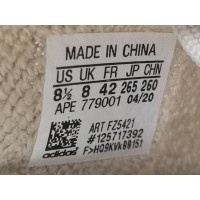 MADE IN CHINA
US UK FR JP CHN
8½ 8 42 265 260
APE 779001 04/20
ART FZ5421
#125717392
adidas F>HQ9KVkB8151